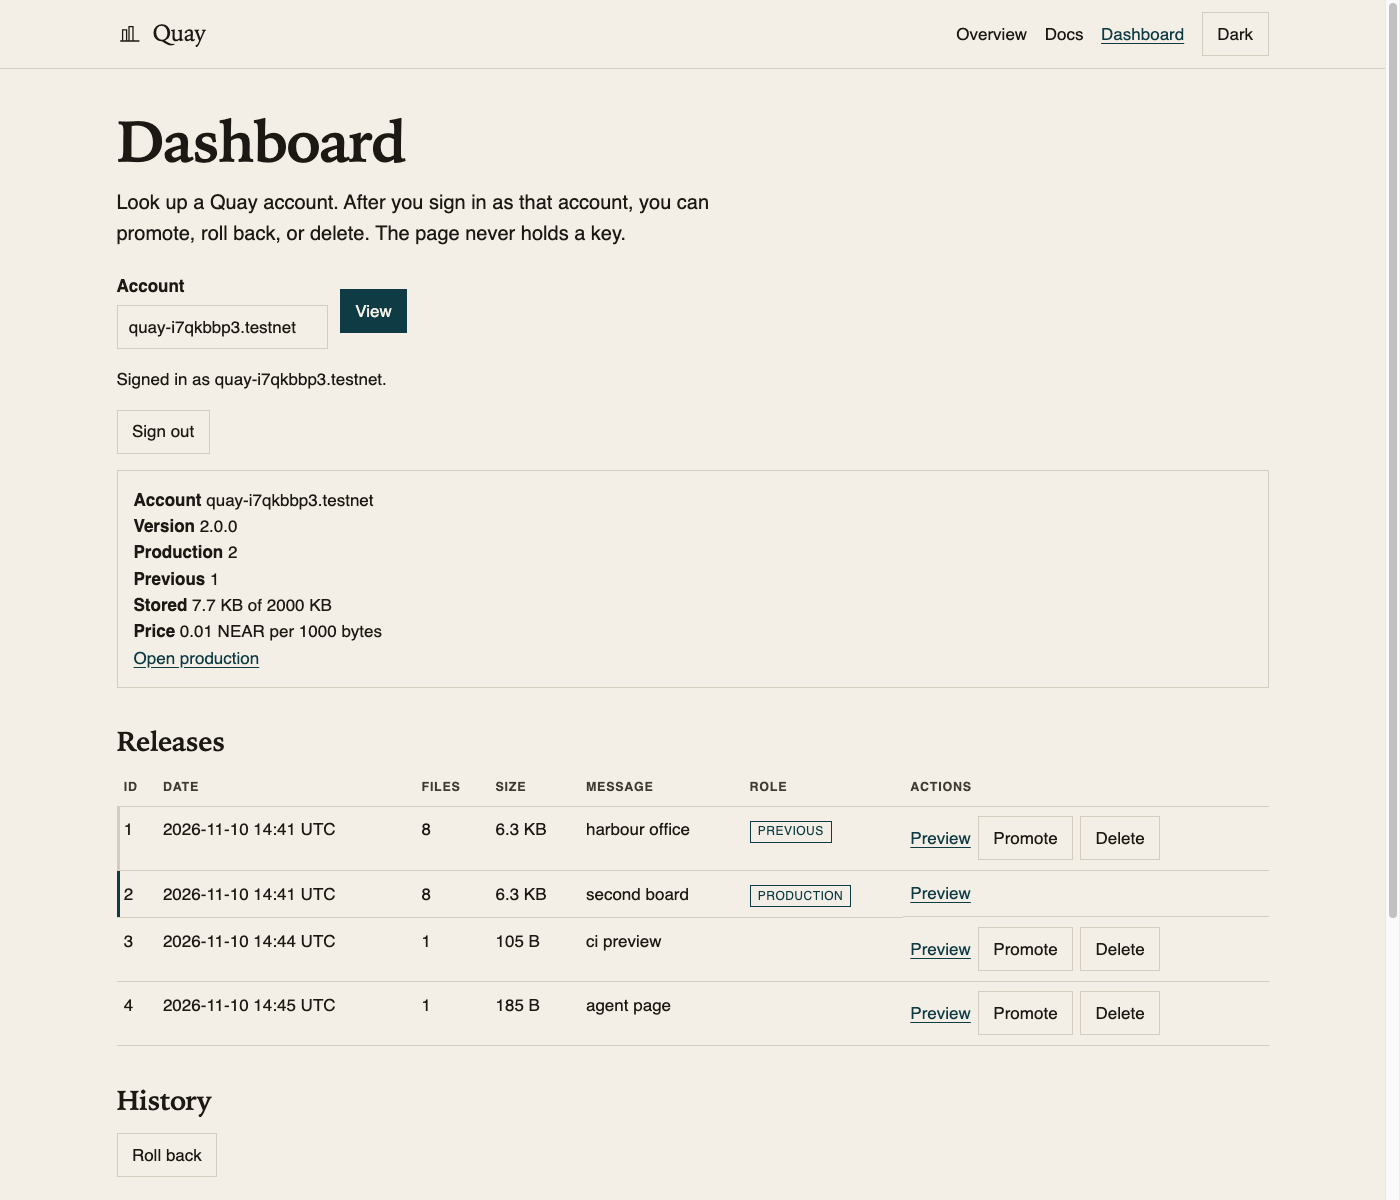 Quay
Overview Docs Dashboard Dark
Dashboard
Look up a Quay account. After you sign in as that account, you can
promote, roll back, or delete. The page never holds a key.
Account
quay-i7qkbbp3.testnet View
Signed in as quay-i7qkbbp3.testnet.
Sign out
Account quay-i7qkbbp3.testnet
Version 2.0.0
Production 2
Previous 1
Stored 7.7 KB of 2000 KB
Price 0.01 NEAR per 1000 bytes
Open production
Releases
ID DATE FILES SIZE MESSAGE ROLE ACTIONS
1 2026-11-10 14:41 UTC 8 6.3 KB harbour office PREVIOUS Preview Promote Delete
2 2026-11-10 14:41 UTC 8 6.3 KB second board PRODUCTION Preview
3 2026-11-10 14:44 UTC 1 105 B ci preview Preview Promote Delete
4 2026-11-10 14:45 UTC 1 185 B agent page Preview Promote Delete
History
Roll back